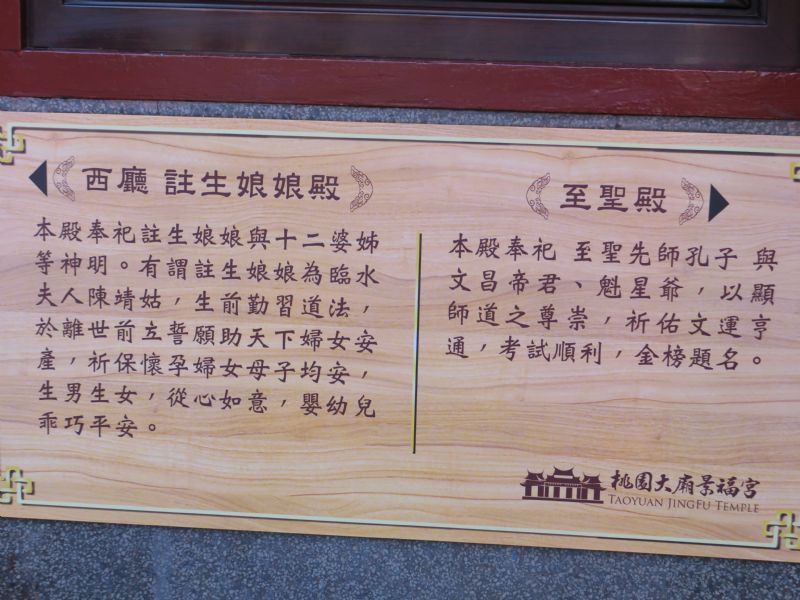 西廳 註生娘娘殿
本殿奉祀註生娘娘與十二婆姊
等神明。有謂註生娘娘為臨水
夫人陳靖姑，生前勤習道法，
於離世前立誓願助天下婦女安
產，祈保懷孕婦女母子均安，
生男生女，從心如意，嬰幼兒
乖巧平安。
至聖殿
本殿奉祀 至聖先師孔子 與
文昌帝君、魁星爺，以顯
師道之尊崇，祈佑文運亨
通，考試順利，金榜題名。
桃園大廟景福宮
TAOYUAN JINGFU TEMPLE